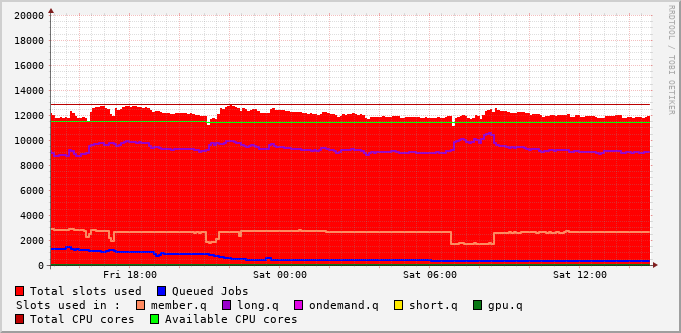 20000
18000
16000
14000
12000
10000
8000
6000
4000
2000
0
Fri 18:00 Sat 00:00 Sat 06:00 Sat 12:00
RRDTOOL / TOBI OETIKER
Total slots used Queued Jobs
Slots used in : member.q long.q ondemand.q short.q gpu.q
Total CPU cores Available CPU cores